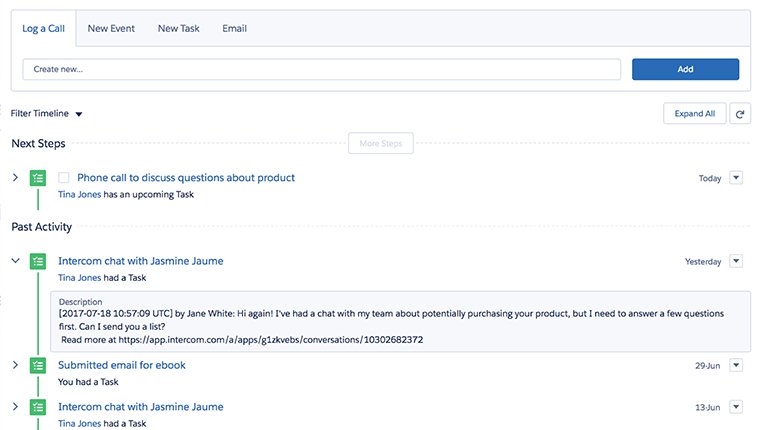 Log a Call New Event New Task Email
Create new... Add
Filter Timeline Expand All
Next Steps More Steps
Phone call to discuss questions about product Today
Tina Jones has an upcoming Task
Past Activity
Intercom chat with Jasmine Jaume Yesterday
Tina Jones had a Task
Description
[2017-07-18 10:57:09 UTC] by Jane White: Hi again! I've had a chat with my team about potentially purchasing your product, but I need to answer a few questions
first. Can I send you a list?
Read more at https://app.intercom.com/a/apps/g1zkvebs/conversations/10302682372
Submitted email for ebook 29-Jun
You had a Task
Intercom chat with Jasmine Jaume 13-Jun
Tina Jones had a Task